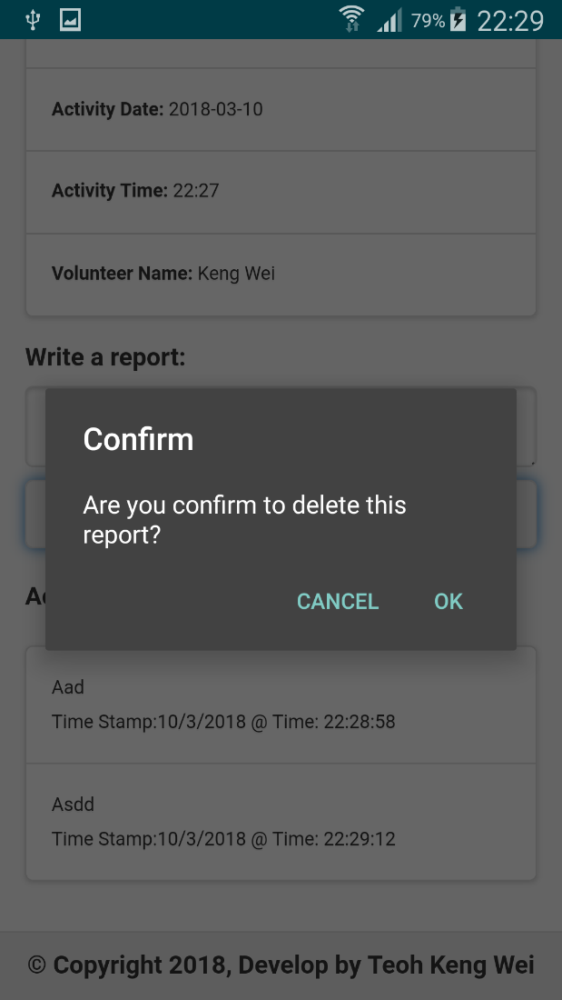 79% 22:29
Activity Date: 2018-03-10
Activity Time: 22:27
Volunteer Name: Keng Wei
Write a report:
Confirm
Are you confirm to delete this
report?
CANCEL OK
Aad
Time Stamp:10/3/2018 @ Time: 22:28:58
Asdd
Time Stamp:10/3/2018 @ Time: 22:29:12
© Copyright 2018, Develop by Teoh Keng Wei